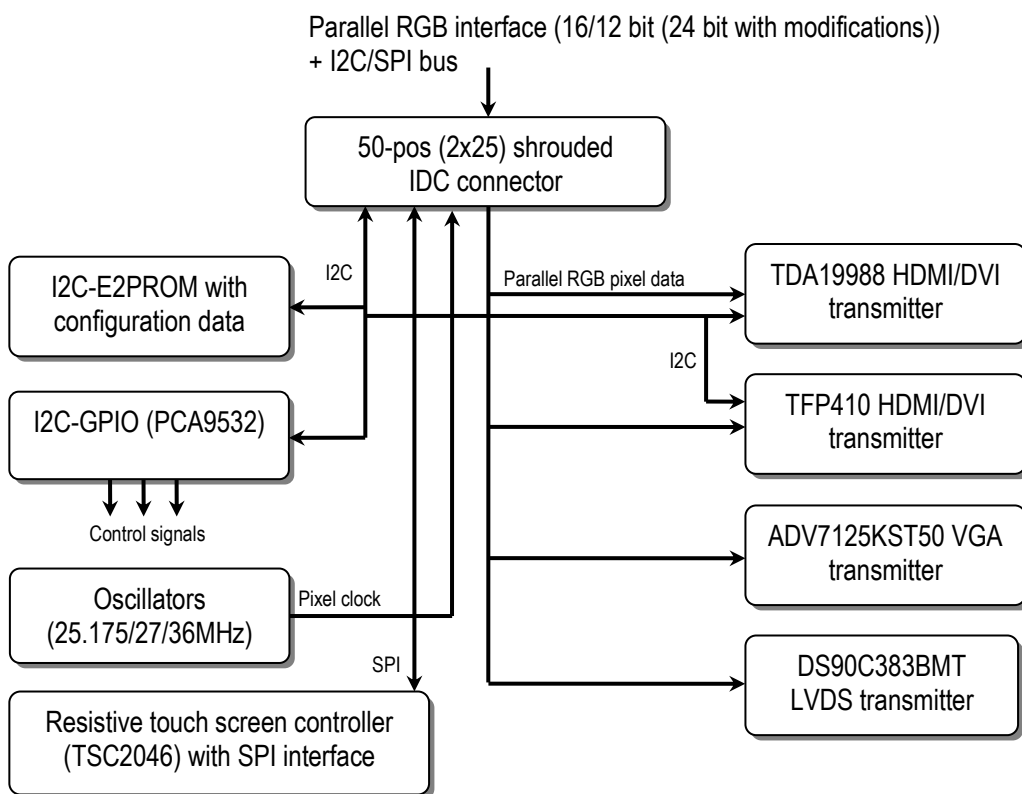 Parallel RGB interface (16/12 bit (24 bit with modifications))
+ I2C/SPI bus
50-pos (2x25) shrouded
IDC connector
I2C
Parallel RGB pixel data
I2C-E2PROM with
configuration data
TDA19988 HDMI/DVI
transmitter
I2C
I2C-GPIO (PCA9532)
TFP410 HDMI/DVI
transmitter
Control signals
ADV7125KST50 VGA
transmitter
Oscillators
(25.175/27/36MHz)
Pixel clock
SPI
DS90C383BMT
LVDS transmitter
Resistive touch screen controller
(TSC2046) with SPI interface